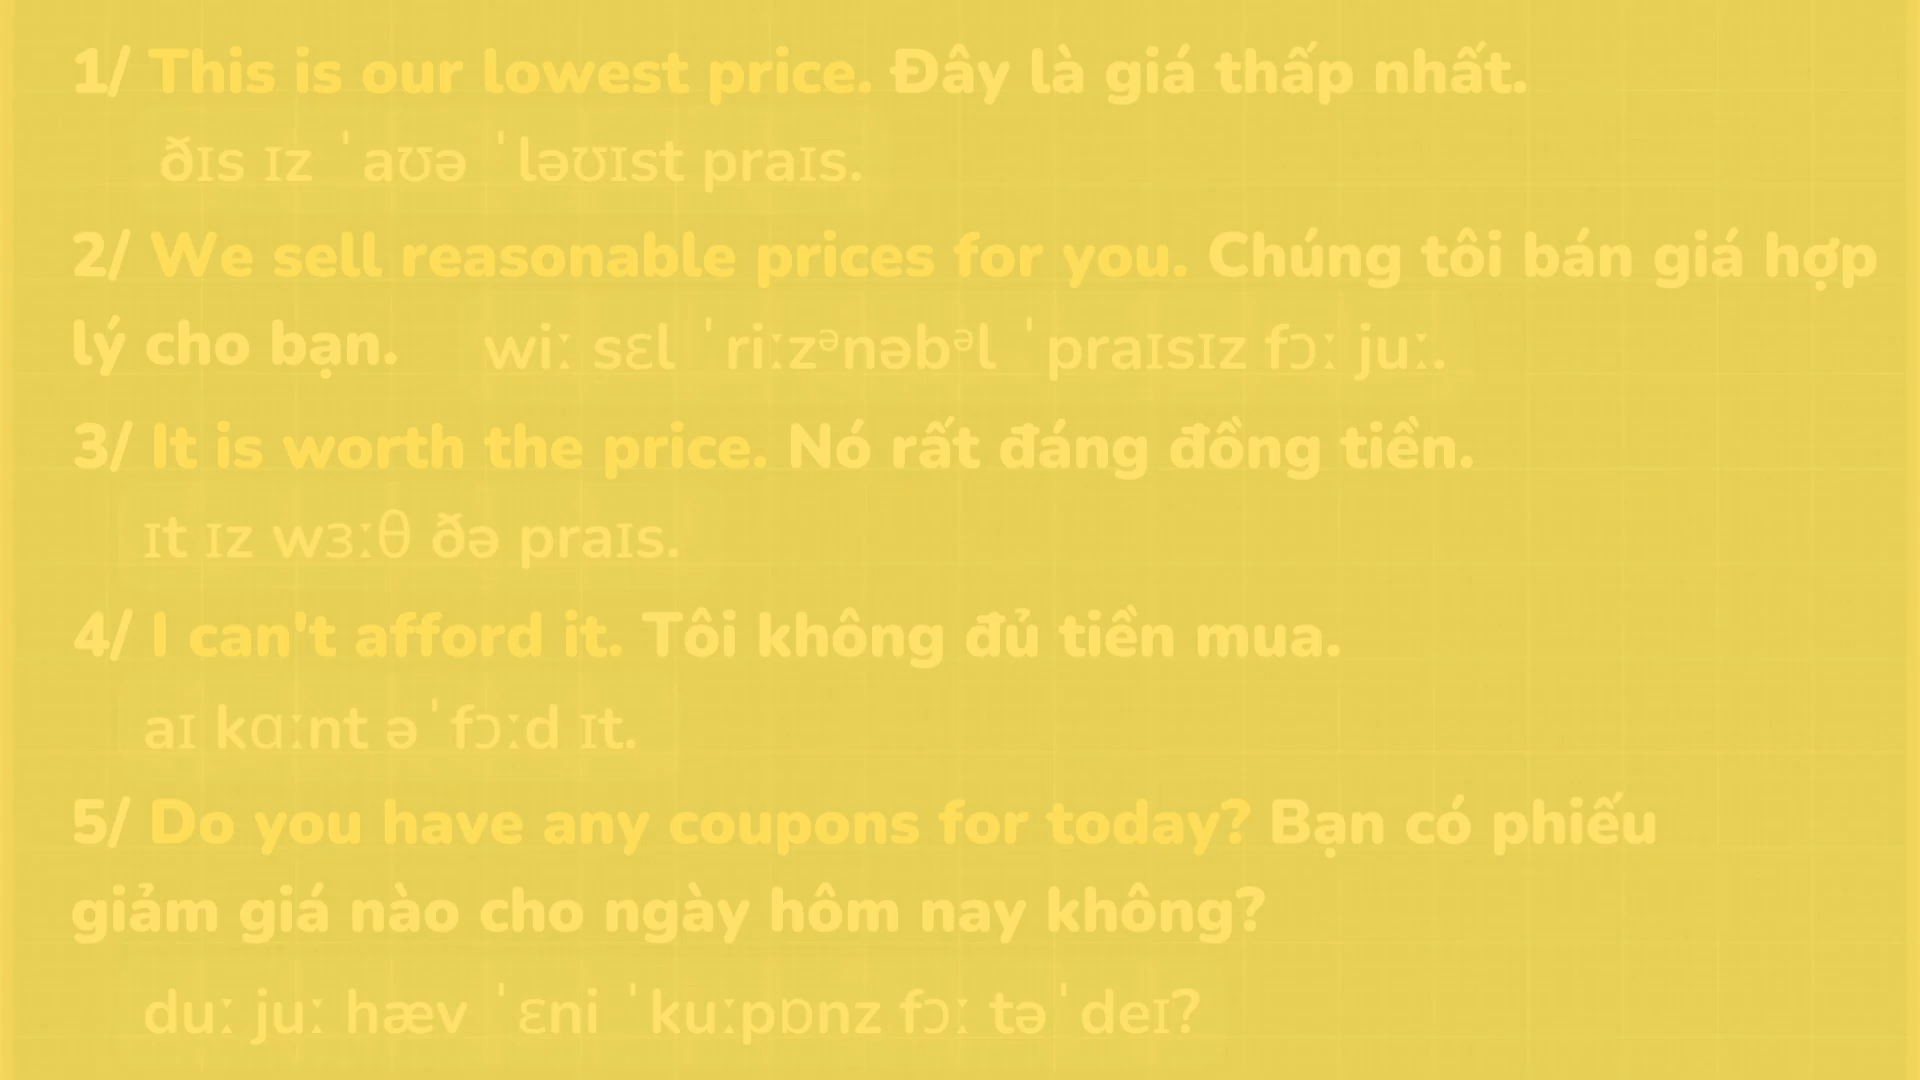 1/ This is our lowest price. Đây là giá thấp nhất.
ðɪs ɪz ˈaʊə ˈləʊɪst praɪs.
2/ We sell reasonable prices for you. Chúng tôi bán giá hợp
lý cho bạn. wiː sɛl ˈriːzᵊnəbᵊl ˈpraɪsɪz fɔː juː.
3/ It is worth the price. Nó rất đáng đồng tiền.
ɪt ɪz wɜːθ ðə praɪs.
4/ I can't afford it. Tôi không đủ tiền mua.
aɪ kɑːnt əˈfɔːd ɪt.
5/ Do you have any coupons for today? Bạn có phiếu
giảm giá nào cho ngày hôm nay không?
duː juː hæv ˈɛni ˈkuːpɒnz fɔː təˈdeɪ?